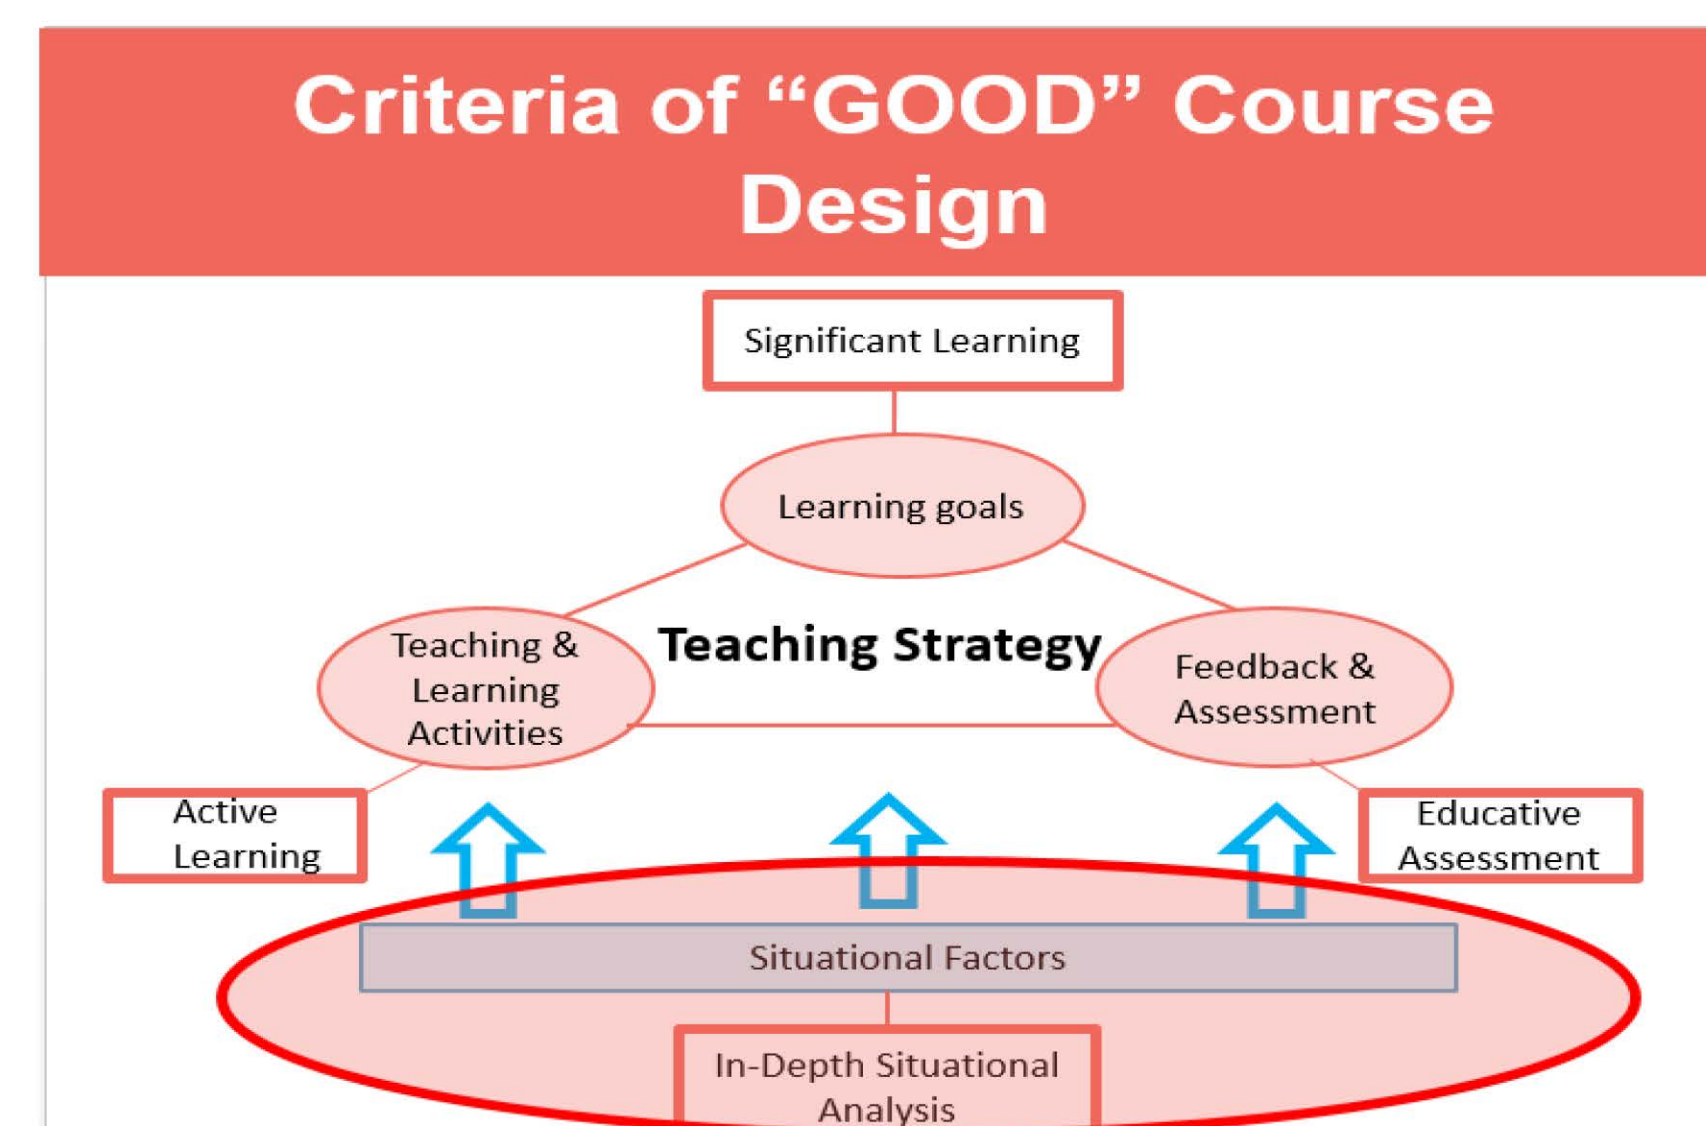 Criteria of “GOOD” Course
Design
Significant Learning
Learning goals
Teaching &
Learning
Activities
Teaching Strategy
Feedback &
Assessment
Active
Learning
Educative
Assessment
Situational Factors
In-Depth Situational
Analysis